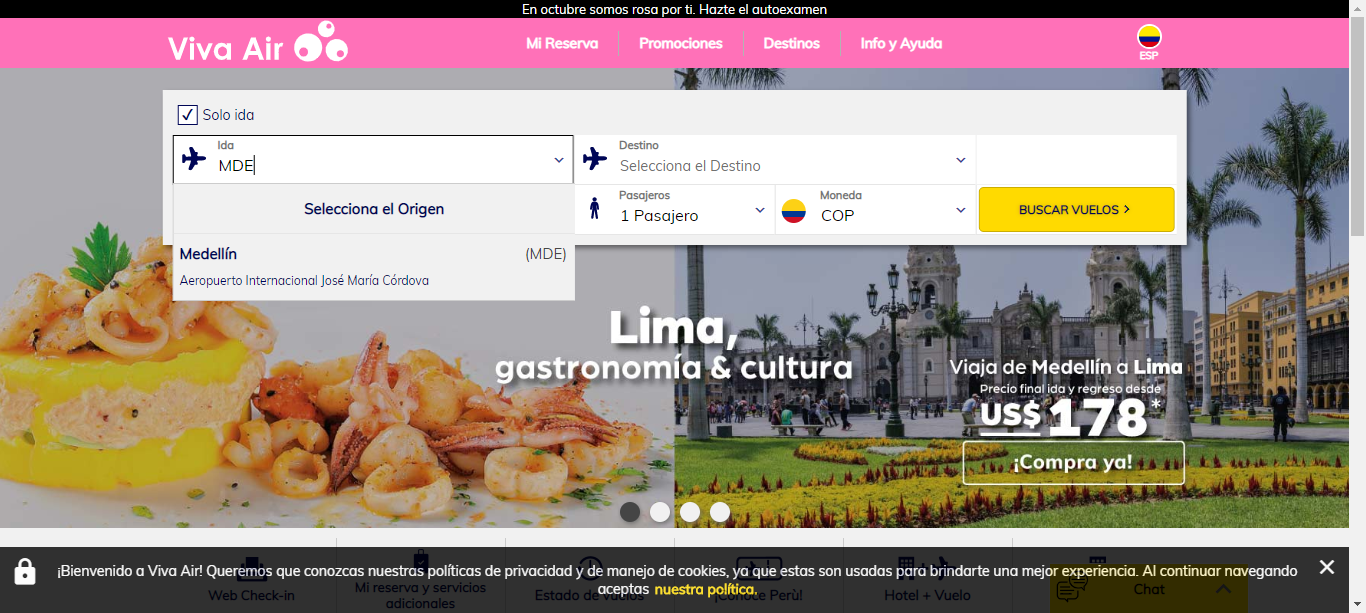 En octubre somos rosa por ti. Hazte el autoexamen
Viva Air
Mi Reserva
Promociones
Destinos
Info y Ayuda
ESP
Solo ida
Ida
MDE
Destino
Selecciona el Destino
Selecciona el Origen
Pasajeros
1 Pasajero
Moneda
COP
BUSCAR VUELOS >
Medellín (MDE)
Aeropuerto Internacional José María Córdova
Lima,
gastronomía & cultura
Viaja de Medellín a Lima
Precio final ida y regreso desde
US$ 178*
¡Compra ya!
¡Bienvenido a Viva Air! Queremos que conozcas nuestras políticas de privacidad y de manejo de cookies, ya que estas son usadas para brindarte una mejor experiencia. Al continuar navegando
aceptas nuestra política.
Web Check-in
Mi reserva y servicios
adicionales
Estado de vuelos
¡Conoce Perú!
Hotel + Vuelo
Chat